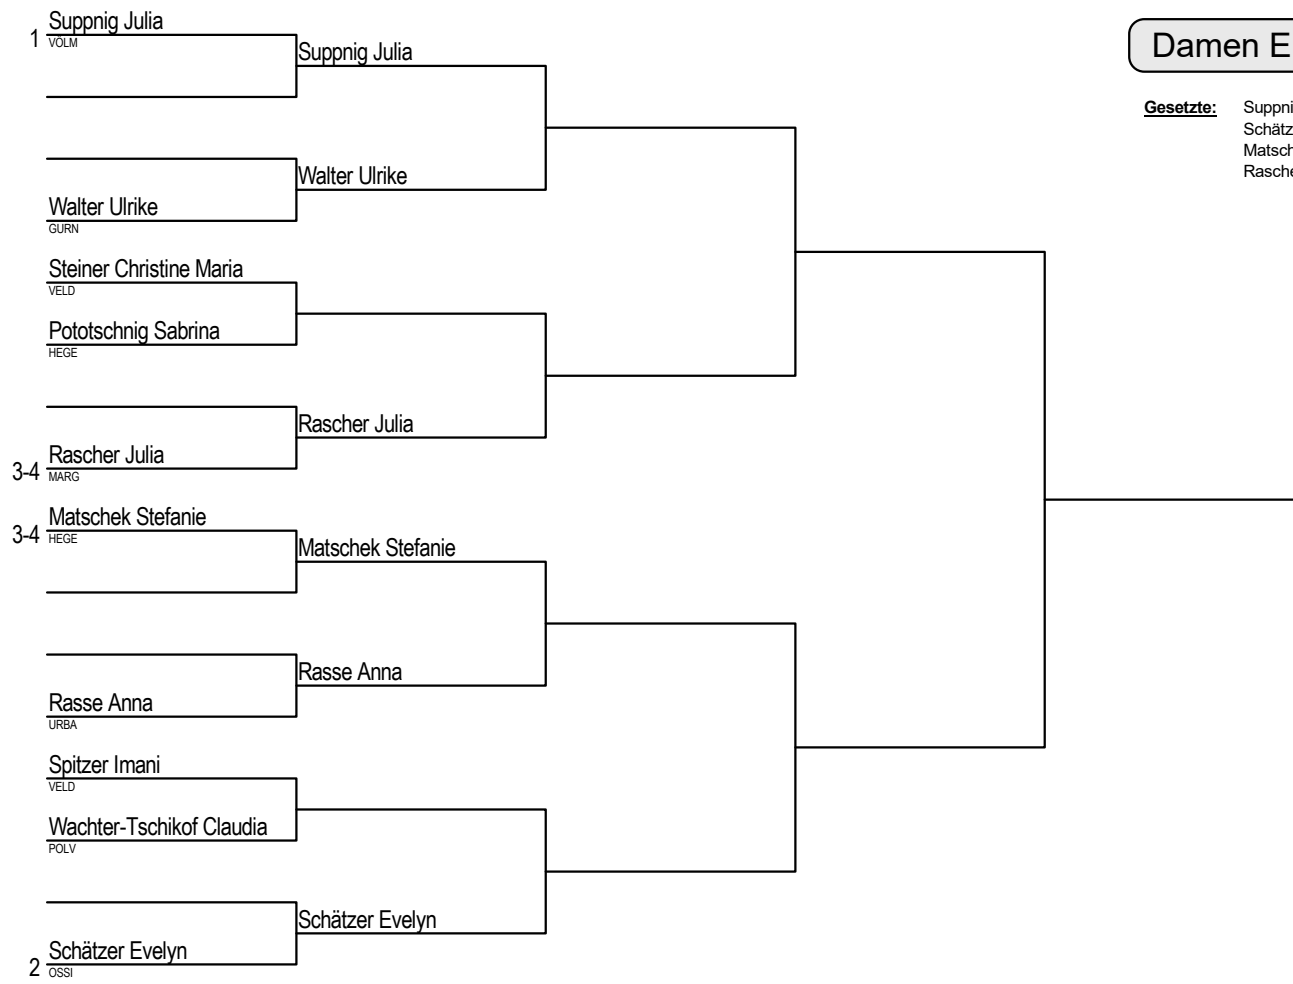 1 Suppnig Julia
VÖLM
Suppnig Julia
Walter Ulrike
Walter Ulrike
GURN
Steiner Christine Maria
VELD
Pototschnig Sabrina
HEGE
Rascher Julia
3-4 Rascher Julia
MARG
3-4 Matschek Stefanie
HEGE
Matschek Stefanie
Rasse Anna
Rasse Anna
URBA
Spitzer Imani
VELD
Wachter-Tschikof Claudia
POLV
Schätzer Evelyn
2 Schätzer Evelyn
OSSI
Damen E
Gesetzte: Suppni
Schätz
Matsch
Rasche